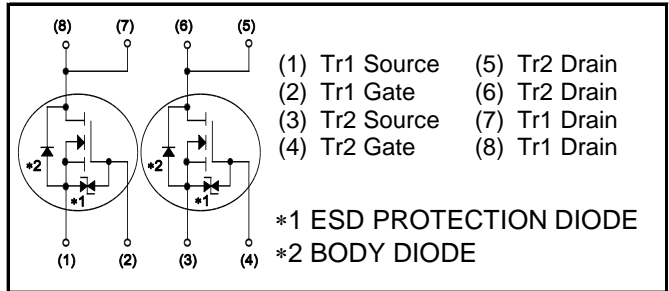 (8) (7) (6) (5)
(1) Tr1 Source (5) Tr2 Drain
(2) Tr1 Gate (6) Tr2 Drain
(3) Tr2 Source (7) Tr1 Drain
(4) Tr2 Gate (8) Tr1 Drain
*2 *2
*1 *1
(1) (2) (3) (4)
*1 ESD PROTECTION DIODE
*2 BODY DIODE